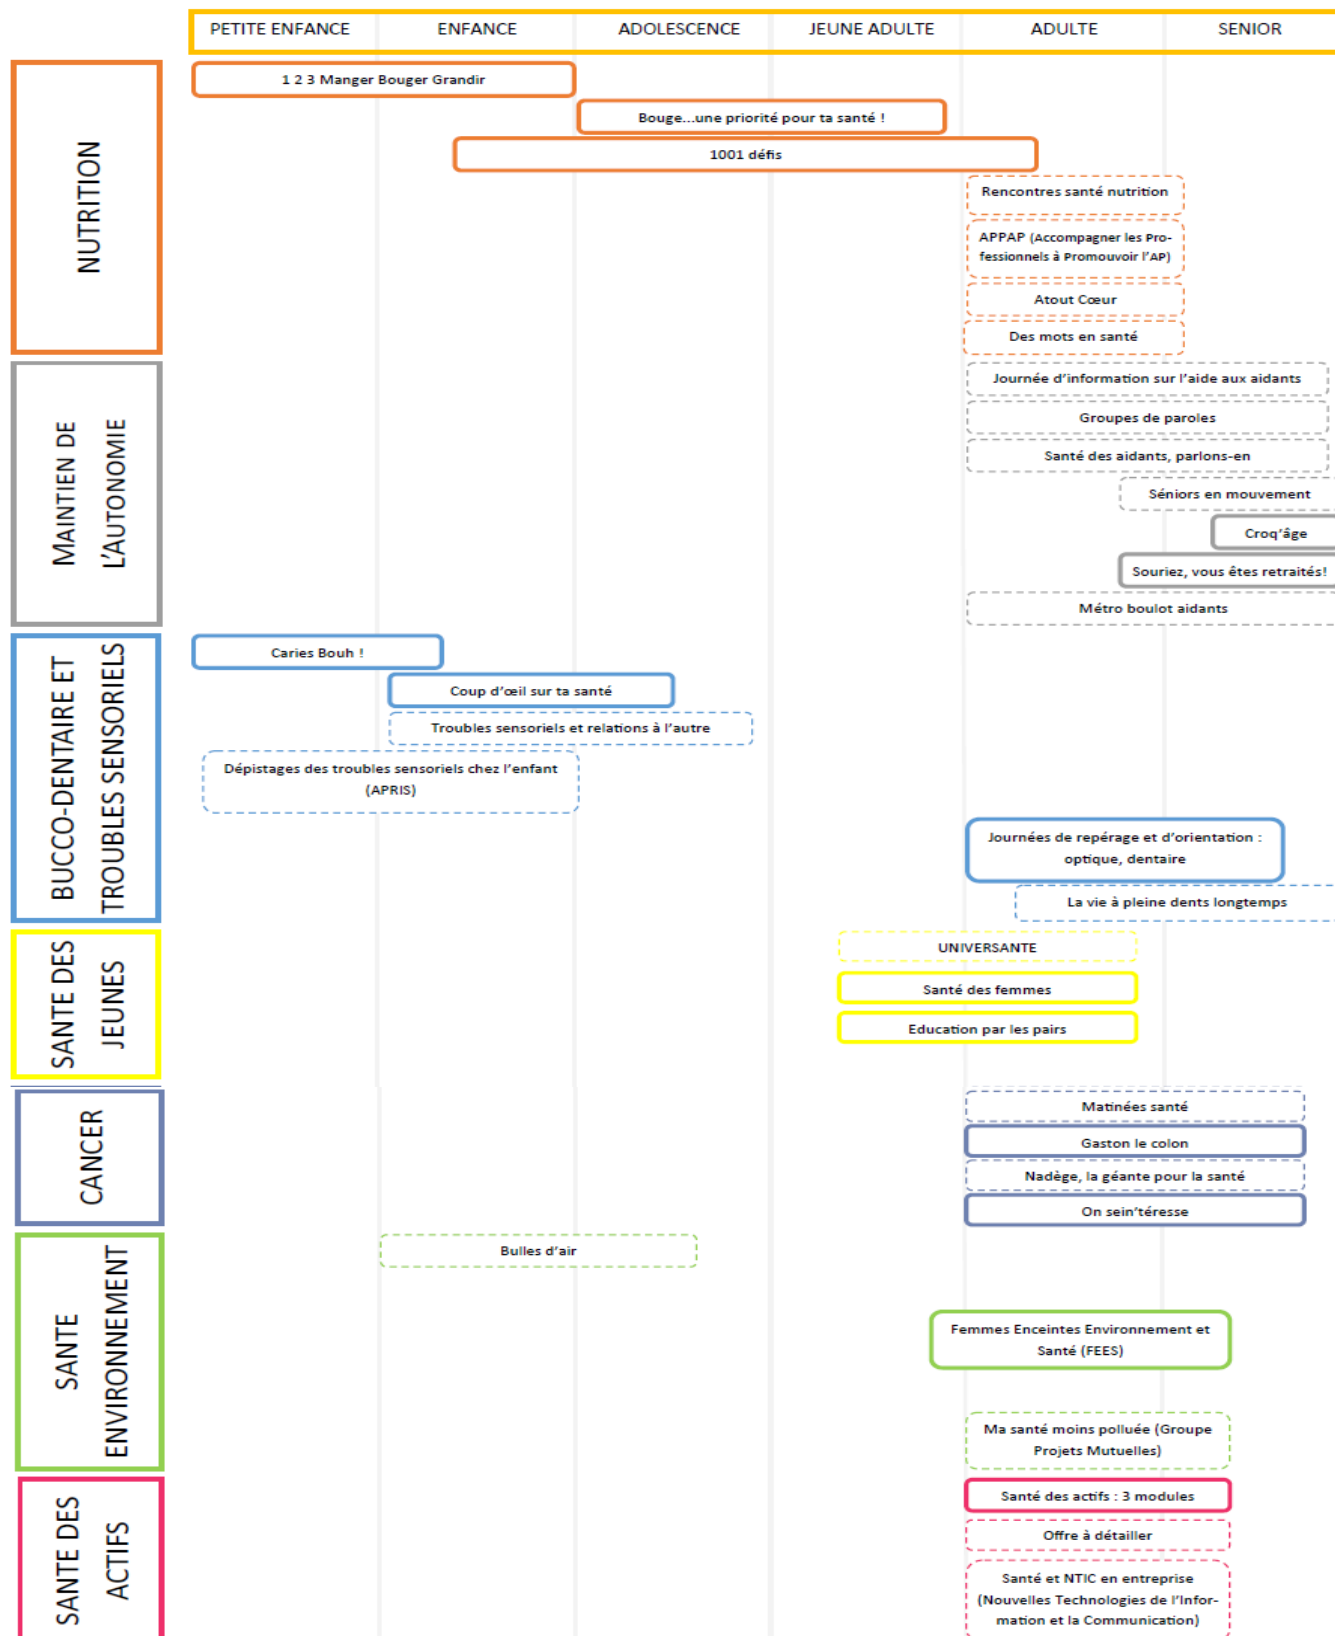 PETITE ENFANCE ENFANCE ADOLESCENCE JEUNE ADULTE ADULTE SENIOR
NUTRITION
1 2 3 Manger Bouger Grandir
Bouge...une priorité pour ta santé !
1001 défis
Rencontres santé nutrition
APPAP (Accompagner les Pro-
fessionnels à Promouvoir l'AP)
Atout Cœur
Des mots en santé
MAINTIEN DE
L'AUTONOMIE
Journée d'information sur l'aide aux aidants
Groupes de paroles
Santé des aidants, parlons-en
Séniors en mouvement
Croq'âge
Souriez, vous êtes retraités!
Métro boulot aidants
BUCCO-DENTAIRE ET
TROUBLES SENSORIELS
Caries Bouh !
Coup d'œil sur ta santé
Troubles sensoriels et relations à l'autre
Dépistages des troubles sensoriels chez l'enfant
(APRIS)
Journées de repérage et d'orientation :
optique, dentaire
La vie à pleine dents longtemps
SANTE DES
JEUNES
UNIVERSANTE
Santé des femmes
Education par les pairs
CANCER
Matinées santé
Gaston le colon
Nadège, la géante pour la santé
On sein'téresse
SANTE
ENVIRONNEMENT
Bulles d'air
Femmes Enceintes Environnement et
Santé (FEES)
Ma santé moins polluée (Groupe
Projets Mutuelles)
SANTE DES
ACTIFS
Santé des actifs : 3 modules
Offre à détailler
Santé et NTIC en entreprise
(Nouvelles Technologies de l'Infor-
mation et la Communication)